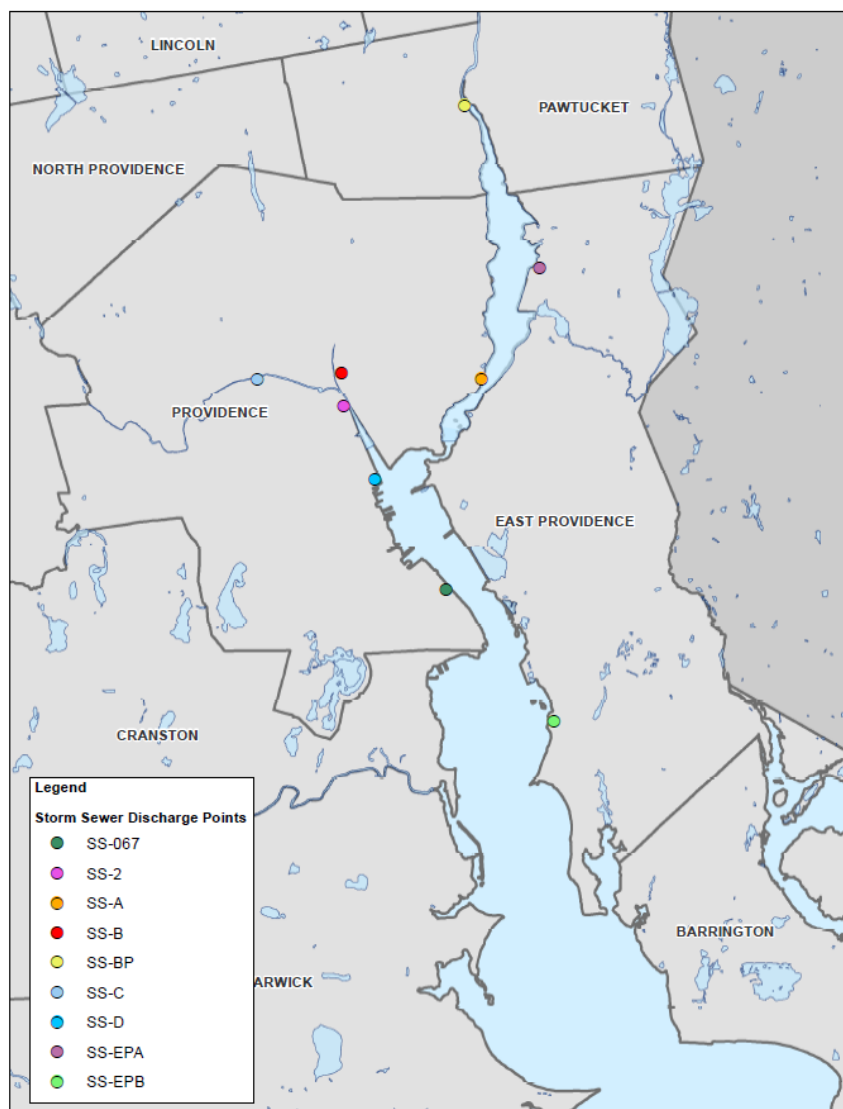 LINCOLN
PAWTUCKET
NORTH PROVIDENCE
PROVIDENCE
EAST PROVIDENCE
CRANSTON
BARRINGTON
ARWICK
Legend
Storm Sewer Discharge Points
SS-067
SS-2
SS-A
SS-B
SS-BP
SS-C
SS-D
SS-EPA
SS-EPB